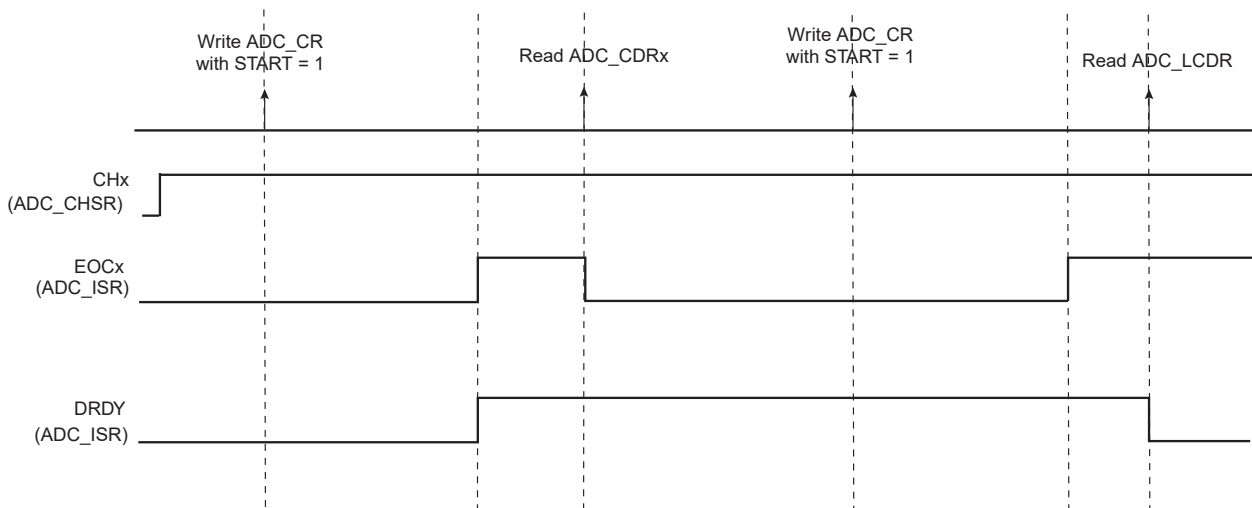 Write ADC_CR
with START = 1
Read ADC_CDRx
Write ADC_CR
with START = 1
Read ADC_LCDR
CHx
(ADC_CHSR)
EOCx
(ADC_ISR)
DRDY
(ADC_ISR)